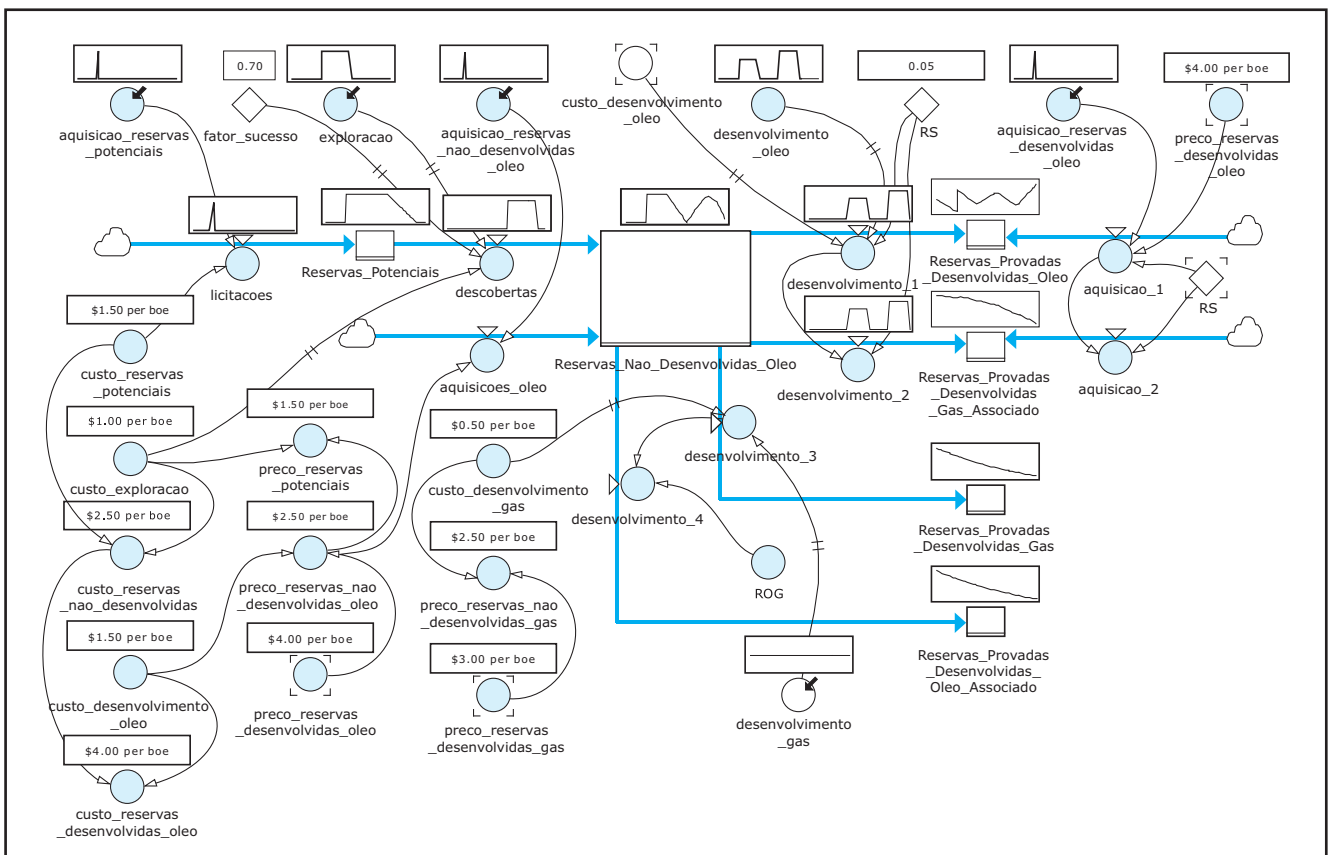 0.70
0.05
$4.00 per boe
aquisicao_reservas
_potenciais
fator_sucesso
exploracao
aquisicao_reservas
_nao_desenvolvidas
_oleo
custo_desenvolvimento
_oleo
desenvolvimento
_oleo
RS
aquisicao_reservas
_desenvolvidas
_oleo
preco_reservas
_desenvolvidas
_oleo
licitacoes
Reservas_Potenciais
descobertas
desenvolvimento_1
Reservas_Provadas
_Desenvolvidas_Oleo
aquisicao_1
RS
$1.50 per boe
custo_reservas
_potenciais
aquisicoes_oleo
Reservas_Nao_Desenvolvidas_Oleo
desenvolvimento_2
Reservas_Provadas
_Desenvolvidas
_Gas_Associado
aquisicao_2
$1.00 per boe
custo_exploracao
$1.50 per boe
preco_reservas
_potenciais
$0.50 per boe
custo_desenvolvimento
_gas
desenvolvimento_3
desenvolvimento_4
Reservas_Provadas
_Desenvolvidas_Gas
$2.50 per boe
custo_reservas
_nao_desenvolvidas
$2.50 per boe
preco_reservas_nao
_desenvolvidas_oleo
$2.50 per boe
preco_reservas_nao
_desenvolvidas_gas
ROG
$1.50 per boe
custo_desenvolvimento
_oleo
$4.00 per boe
preco_reservas
_desenvolvidas_oleo
$3.00 per boe
preco_reservas
_desenvolvidas_gas
desenvolvimento
_gas
Reservas_Provadas
_Desenvolvidas_
Oleo_Associado
$4.00 per boe
custo_reservas
_desenvolvidas_oleo